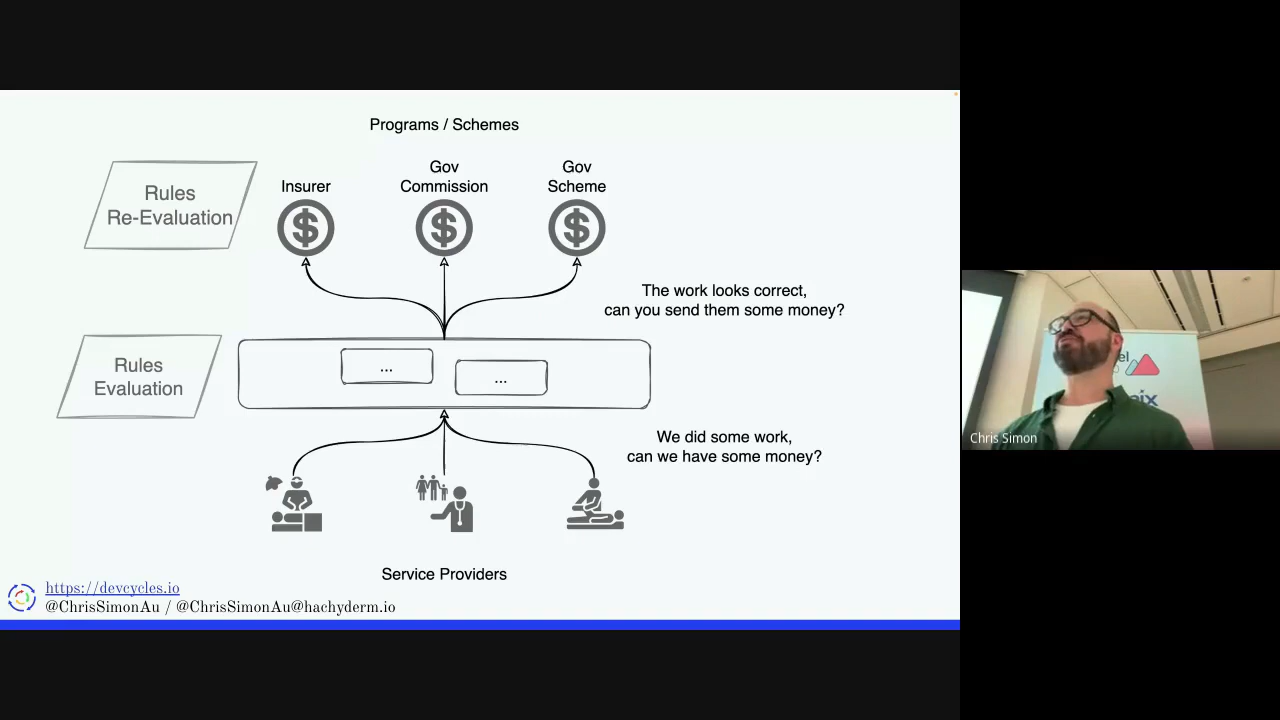 Programs / Schemes
Rules
Re-Evaluation
Insurer
Gov
Commission
Gov
Scheme
$
$
$
The work looks correct,
can you send them some money?
Rules
Evaluation
...
...
We did some work,
can we have some money?
Service Providers
https://devcycles.io
@ChrisSimonAu / @ChrisSimonAu@hachyderm.io
el
Chris Simon